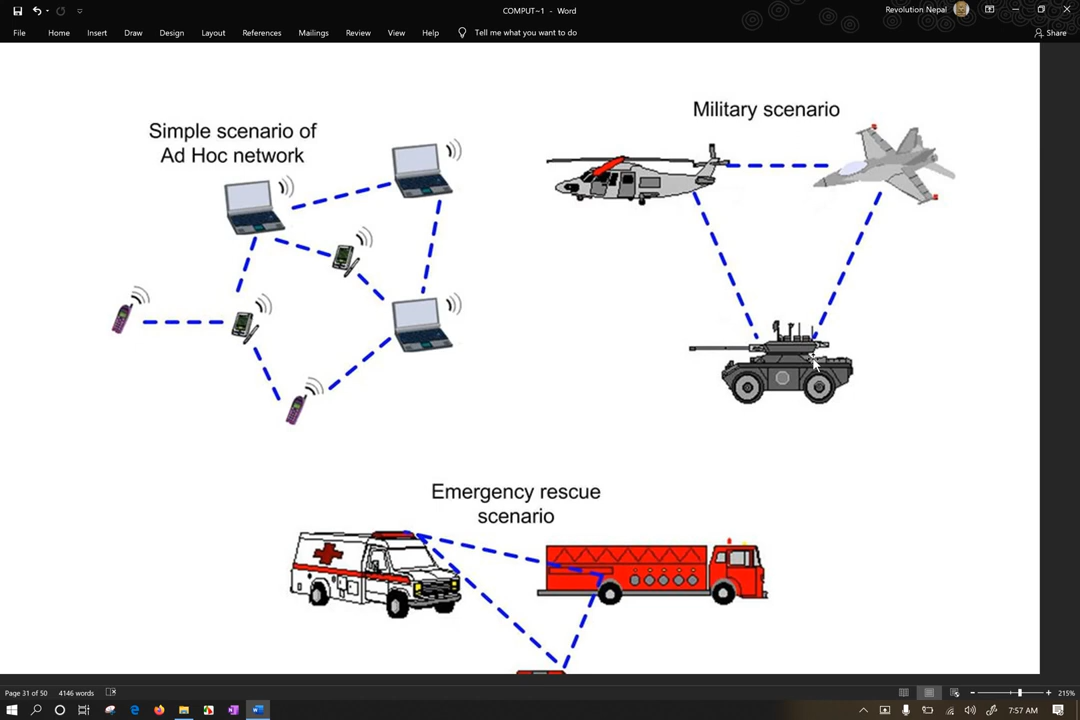 COMPUT~1 - Word
Revolution Nepal
File Home Insert Draw Design Layout References Mailings Review View Help Tell me what you want to do Share
Simple scenario of
Ad Hoc network
Military scenario
Emergency rescue
scenario
Page 31 of 50 4146 words 215%
7:57 AM